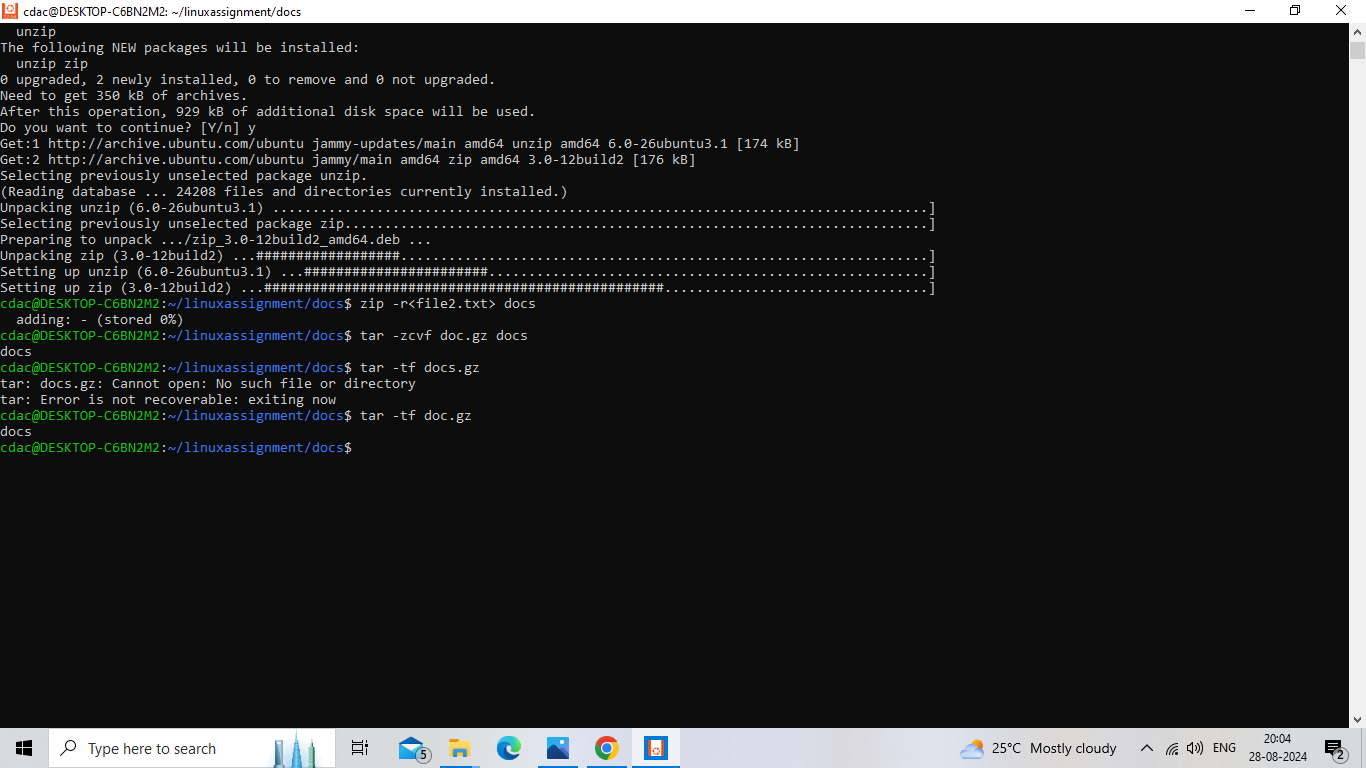 cdac@DESKTOP-C6BN2M2: ~/linuxassignment/docs
  unzip
The following NEW packages will be installed:
  unzip zip
0 upgraded, 2 newly installed, 0 to remove and 0 not upgraded.
Need to get 350 kB of archives.
After this operation, 929 kB of additional disk space will be used.
Do you want to continue? [Y/n] y
Get:1 http://archive.ubuntu.com/ubuntu jammy-updates/main amd64 unzip amd64 6.0-26ubuntu3.1 [174 kB]
Get:2 http://archive.ubuntu.com/ubuntu jammy/main amd64 zip amd64 3.0-12build2 [176 kB]
Selecting previously unselected package unzip.
(Reading database ... 24208 files and directories currently installed.)
Unpacking unzip (6.0-26ubuntu3.1) ..................................................................................]
Selecting previously unselected package zip.........................................................................]
Preparing to unpack .../zip_3.0-12build2_amd64.deb ...
Unpacking zip (3.0-12build2) ...##################..................................................................]
Setting up unzip (6.0-26ubuntu3.1) ...#######################.......................................................]
Setting up zip (3.0-12build2) ...##################################################.................................]
cdac@DESKTOP-C6BN2M2:~/linuxassignment/docs$ zip -r<file2.txt> docs
  adding: - (stored 0%)
cdac@DESKTOP-C6BN2M2:~/linuxassignment/docs$ tar -zcvf doc.gz docs
docs
cdac@DESKTOP-C6BN2M2:~/linuxassignment/docs$ tar -tf docs.gz
tar: docs.gz: Cannot open: No such file or directory
tar: Error is not recoverable: exiting now
cdac@DESKTOP-C6BN2M2:~/linuxassignment/docs$ tar -tf doc.gz
docs
cdac@DESKTOP-C6BN2M2:~/linuxassignment/docs$
Type here to search
5
25°C Mostly cloudy
ENG
20:04
28-08-2024
2